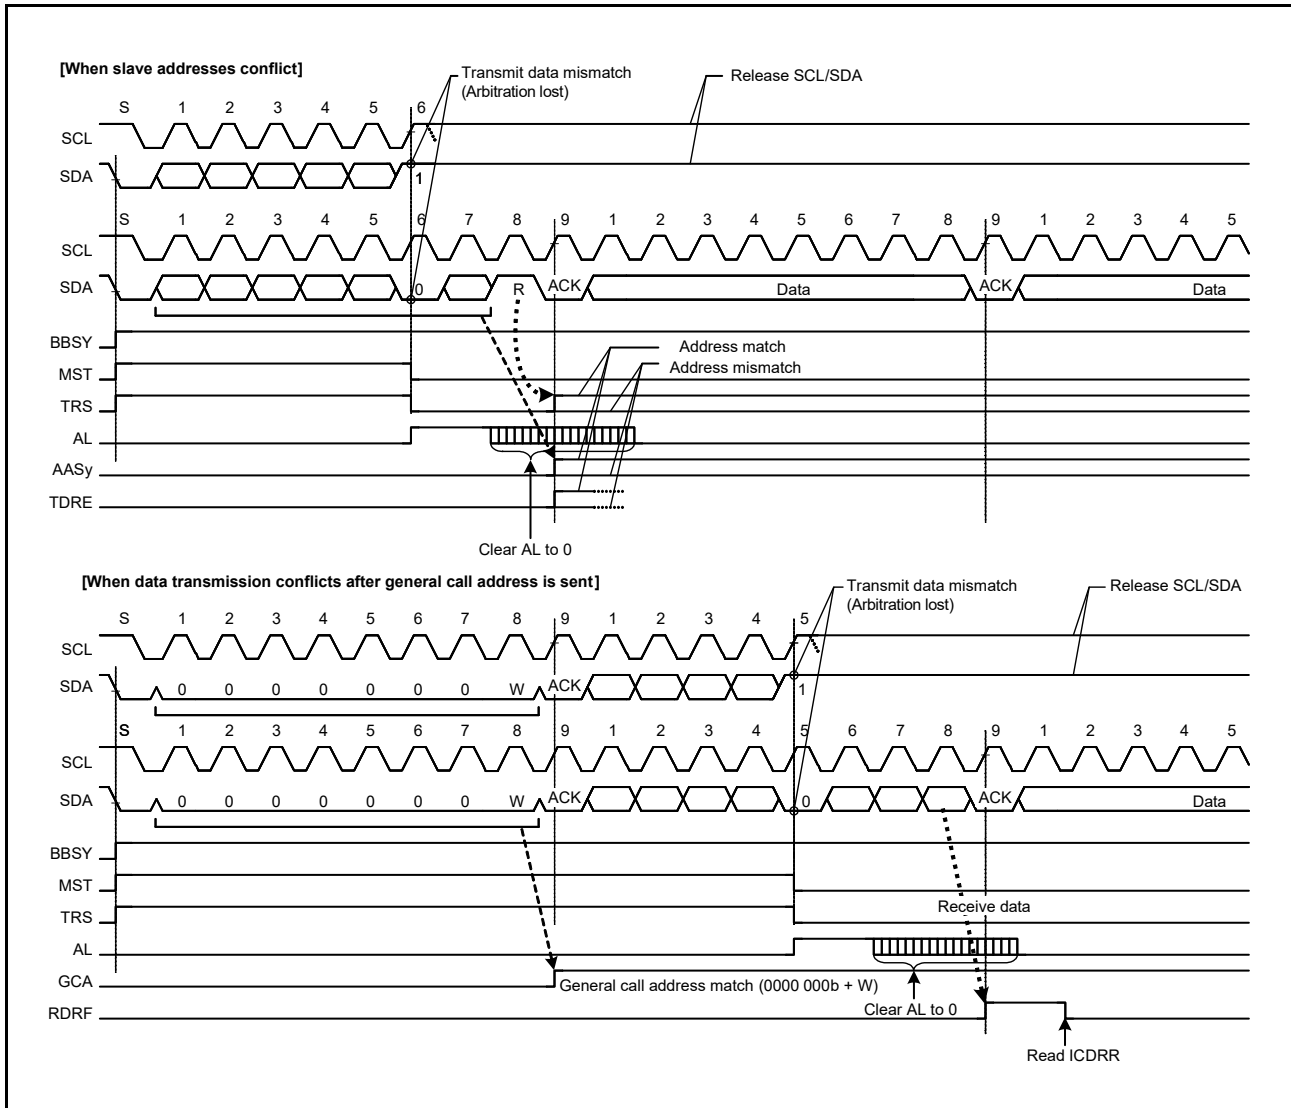 [When slave addresses conflict]
Transmit data mismatch
(Arbitration lost)
Release SCL/SDA
S 1 2 3 4 5 6
SCL
SDA
1
S 1 2 3 4 5 6 7 8 9 1 2 3 4 5 6 7 8 9 1 2 3 4 5
SCL
SDA 0 R ACK Data ACK Data
BBSY
Address match
MST
Address mismatch
TRS
AL
AASy
TDRE
Clear AL to 0
[When data transmission conflicts after general call address is sent]
Transmit data mismatch
(Arbitration lost)
Release SCL/SDA
S 1 2 3 4 5 6 7 8 9 1 2 3 4 5
SCL
SDA 0 0 0 0 0 0 0 W ACK 1
S 1 2 3 4 5 6 7 8 9 1 2 3 4 5 6 7 8 9 1 2 3 4 5
SCL
SDA 0 0 0 0 0 0 0 W ACK 0 ACK Data
BBSY
MST
Receive data
TRS
AL
GCA
General call address match (0000 000b + W)
Clear AL to 0
RDRF
Read ICDRR